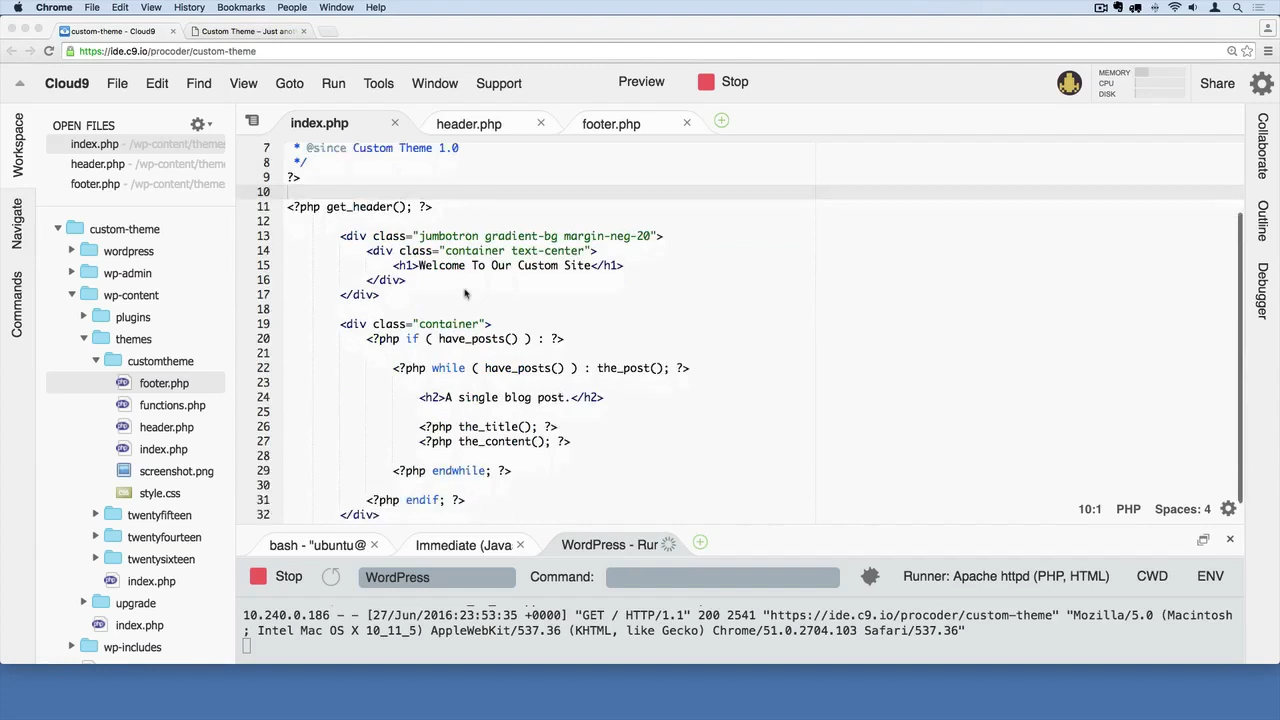 Chrome File Edit View History Bookmarks People Window Help
custom-theme - Cloud9 × Custom Theme – Just ano ×
https://ide.c9.io/procoder/custom-theme
Cloud9 File Edit Find View Goto Run Tools Window Support Preview Stop MEMORY CPU DISK Share
Workspace
Navigate
Commands
OPEN FILES
index.php - /wp-content/themes
header.php - /wp-content/theme
footer.php - /wp-content/theme
custom-theme
wordpress
wp-admin
wp-content
plugins
themes
customtheme
footer.php
functions.php
header.php
index.php
screenshot.png
style.css
twentyfifteen
twentyfourteen
twentysixteen
index.php
upgrade
index.php
wp-includes
index.php × header.php × footer.php ×
7 * @since Custom Theme 1.0
8 */
9 ?>
10
11 <?php get_header(); ?>
12
13 <div class="jumbotron gradient-bg margin-neg-20">
14 <div class="container text-center">
15 <h1>Welcome To Our Custom Site</h1>
16 </div>
17 </div>
18
19 <div class="container">
20 <?php if ( have_posts() ) : ?>
21
22 <?php while ( have_posts() ) : the_post(); ?>
23
24 <h2>A single blog post.</h2>
25
26 <?php the_title(); ?>
27 <?php the_content(); ?>
28
29 <?php endwhile; ?>
30
31 <?php endif; ?>
32 </div>
10:1 PHP Spaces: 4
bash - "ubuntu@ × Immediate (Java × WordPress - Rur
Stop WordPress Command: Runner: Apache httpd (PHP, HTML) CWD ENV
10.240.0.186 - - [27/Jun/2016:23:53:35 +0000] "GET / HTTP/1.1" 200 2541 "https://ide.c9.io/procoder/custom-theme" "Mozilla/5.0 (Macintosh
; Intel Mac OS X 10_11_5) AppleWebKit/537.36 (KHTML, like Gecko) Chrome/51.0.2704.103 Safari/537.36"
Collaborate
Outline
Debugger